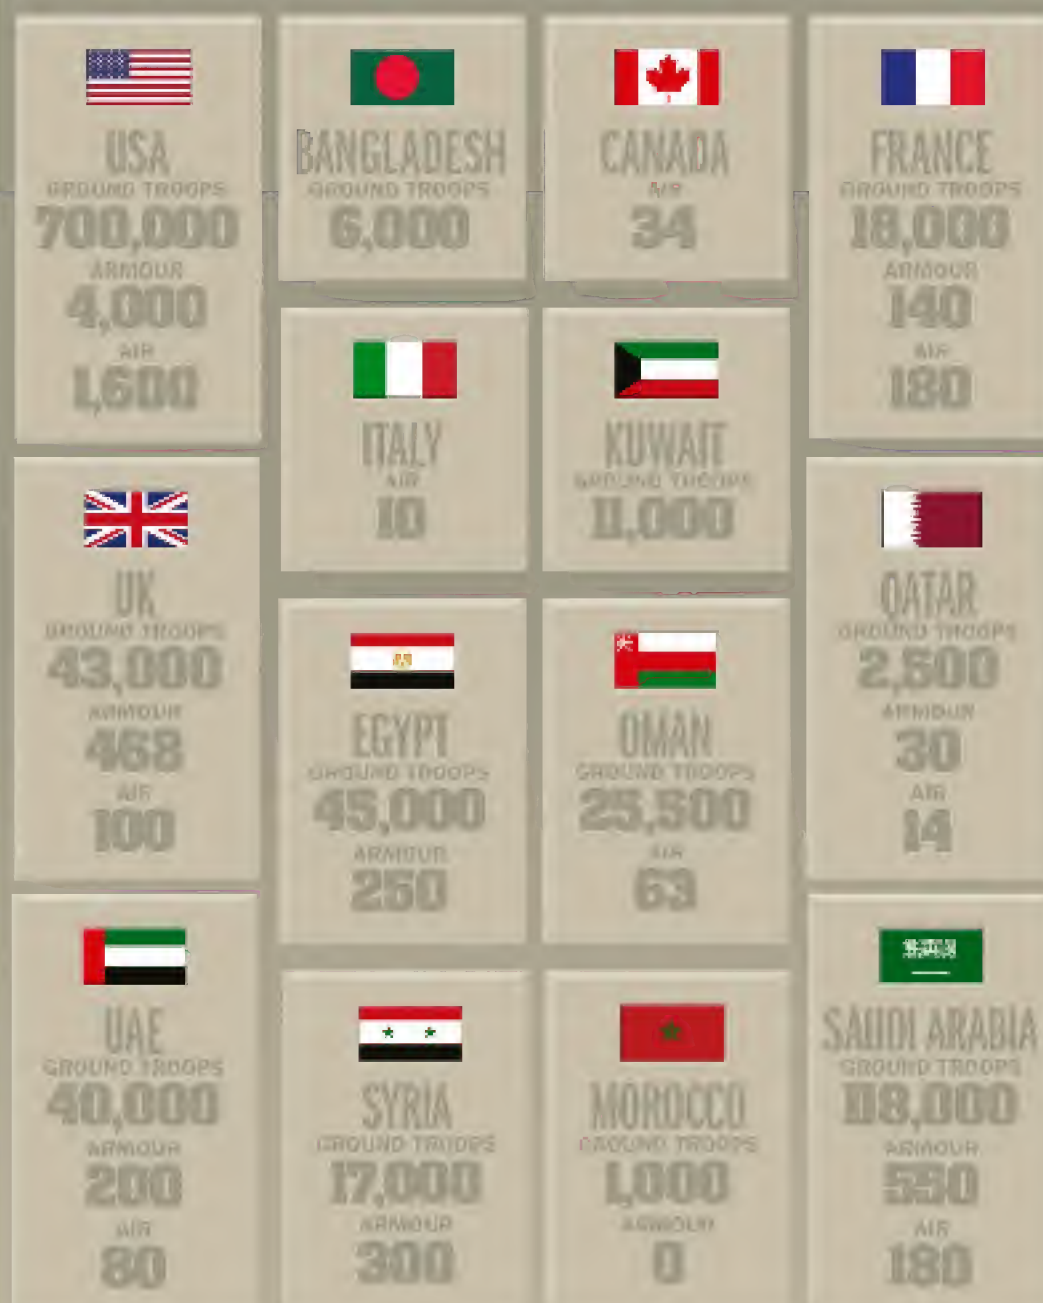 USA
GROUND TROOPS
700,000
ARMOUR
4,000
AIR
1,600
BANGLADESH
GROUND TROOPS
6,000
CANADA
AIR
34
FRANCE
GROUND TROOPS
18,000
ARMOUR
140
AIR
180
ITALY
AIR
10
KUWAIT
GROUND TROOPS
11,000
UK
GROUND TROOPS
43,000
ARMOUR
468
AIR
100
EGYPT
GROUND TROOPS
45,000
ARMOUR
250
OMAN
GROUND TROOPS
25,500
AIR
63
QATAR
GROUND TROOPS
2,500
ARMOUR
30
AIR
14
UAE
GROUND TROOPS
40,000
ARMOUR
200
AIR
80
SYRIA
GROUND TROOPS
17,000
ARMOUR
300
MOROCCO
GROUND TROOPS
1,000
ARMOUR
0
SAUDI ARABIA
GROUND TROOPS
118,000
ARMOUR
550
AIR
180